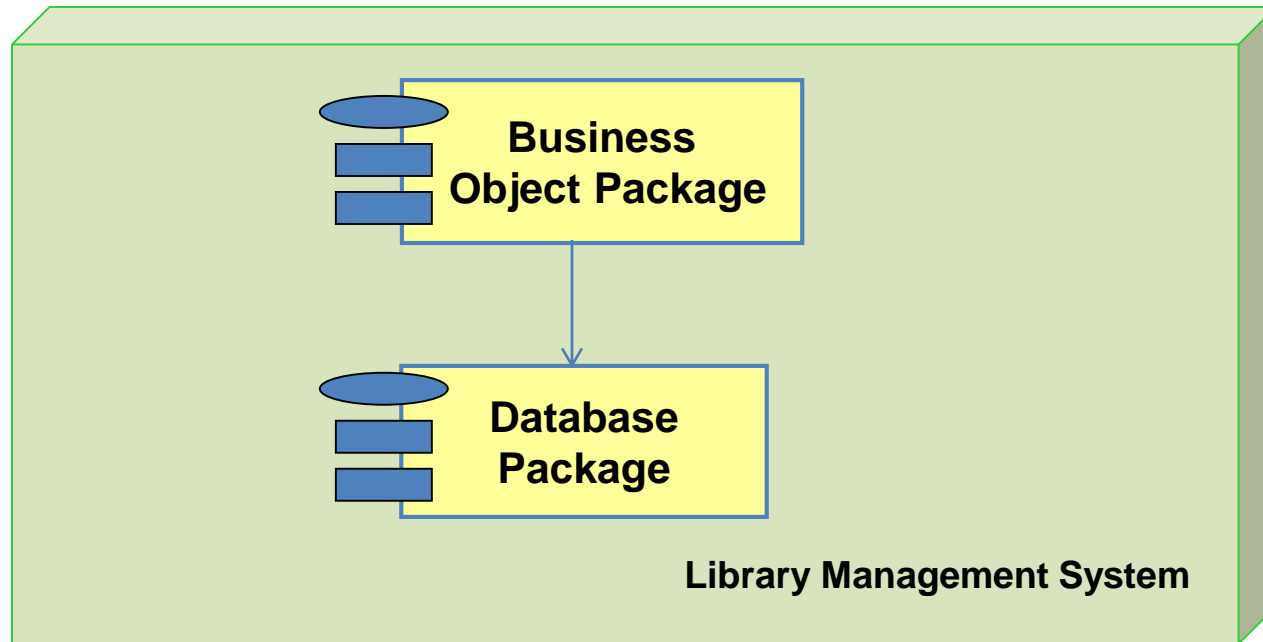 Business
Object Package
Database
Package
Library Management System